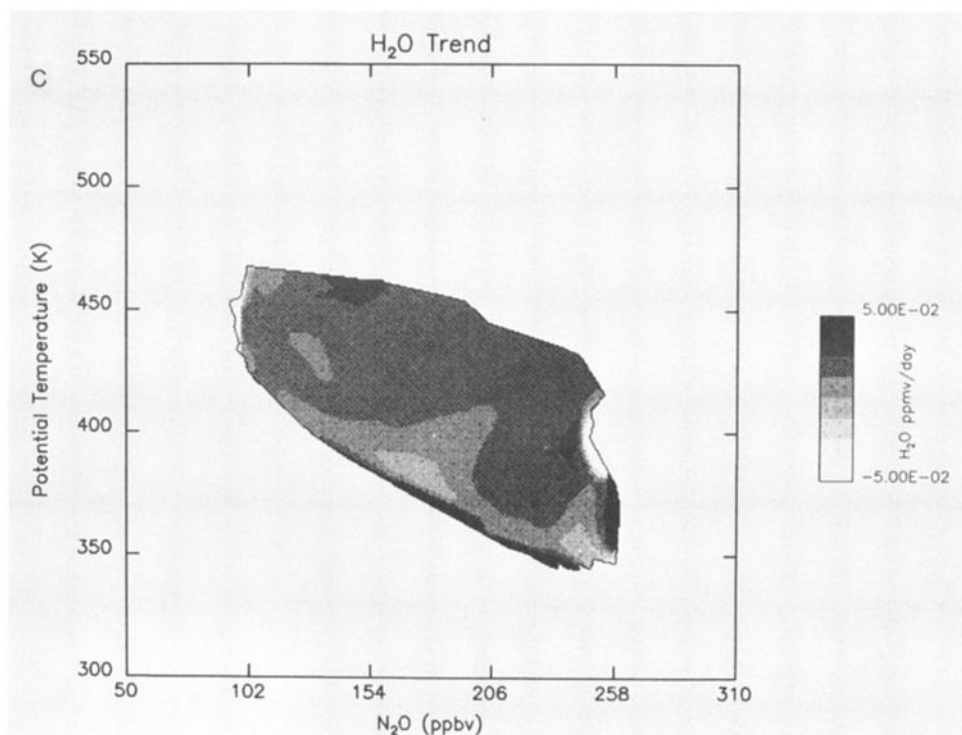 H₂O Trend
C
550
500
450
400
350
300
Potential Temperature (K)
50 102 154 206 258 310
N₂O (ppbv)
5.00E-02
H₂O ppmv/day
-5.00E-02